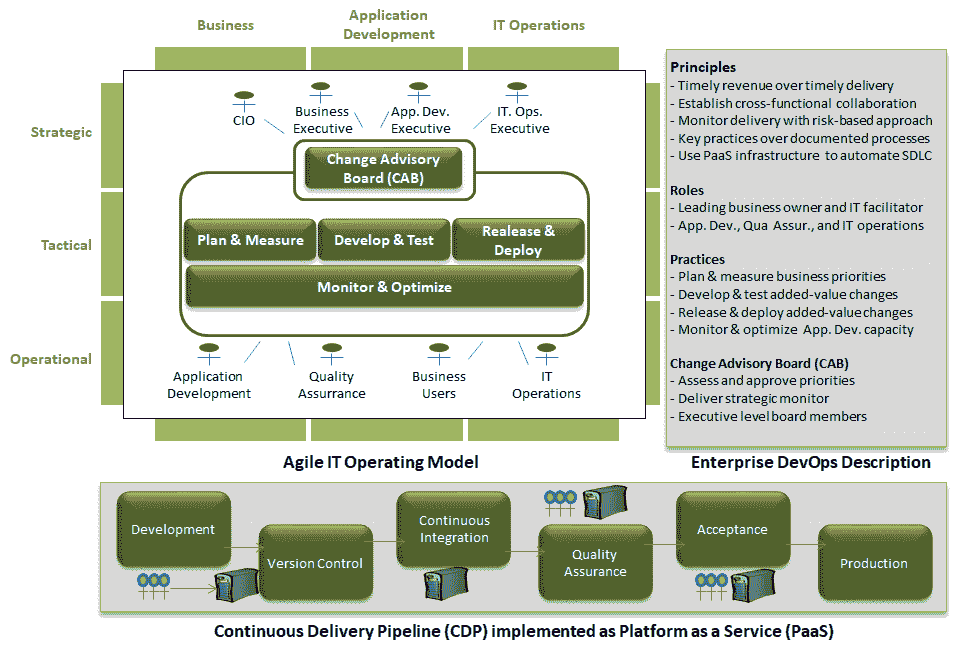 Business
Application
Development
IT Operations
Strategic
Tactical
Operational
CIO
Business
Executive
App. Dev.
Executive
IT. Ops.
Executive
Change Advisory
Board (CAB)
Plan & Measure
Develop & Test
Realease &
Deploy
Monitor & Optimize
Application
Development
Quality
Assurrance
Business
Users
IT
Operations
Agile IT Operating Model
Principles
- Timely revenue over timely delivery
- Establish cross-functional collaboration
- Monitor delivery with risk-based approach
- Key practices over documented processes
- Use PaaS infrastructure to automate SDLC
Roles
- Leading business owner and IT facilitator
- App. Dev., Qua Assur., and IT operations
Practices
- Plan & measure business priorities
- Develop & test added-value changes
- Release & deploy added-value changes
- Monitor & optimize App. Dev. capacity
Change Advisory Board (CAB)
- Assess and approve priorities
- Deliver strategic monitor
- Executive level board members
Enterprise DevOps Description
Development
Version Control
Continuous
Integration
Quality
Assurance
Acceptance
Production
Continuous Delivery Pipeline (CDP) implemented as Platform as a Service (PaaS)